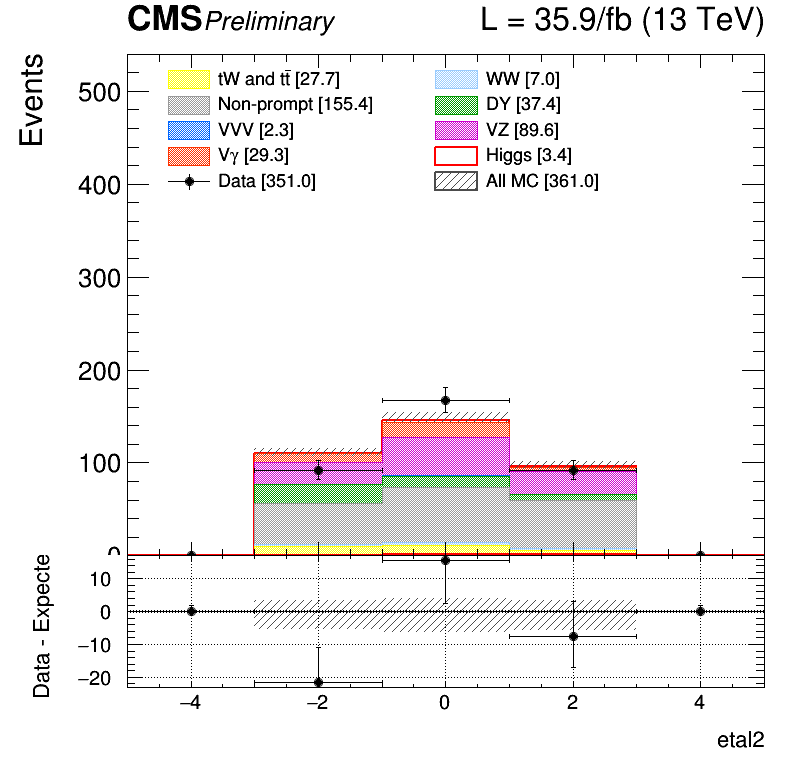 CMS Preliminary L = 35.9/fb (13 TeV)
Events
500
400
300
200
100
0
tW and tt̄ [27.7]
Non-prompt [155.4]
VVV [2.3]
Vγ [29.3]
Data [351.0]
WW [7.0]
DY [37.4]
VZ [89.6]
Higgs [3.4]
All MC [361.0]
Data - Expecte
10
0
−10
−20
−4 −2 0 2 4
etal2